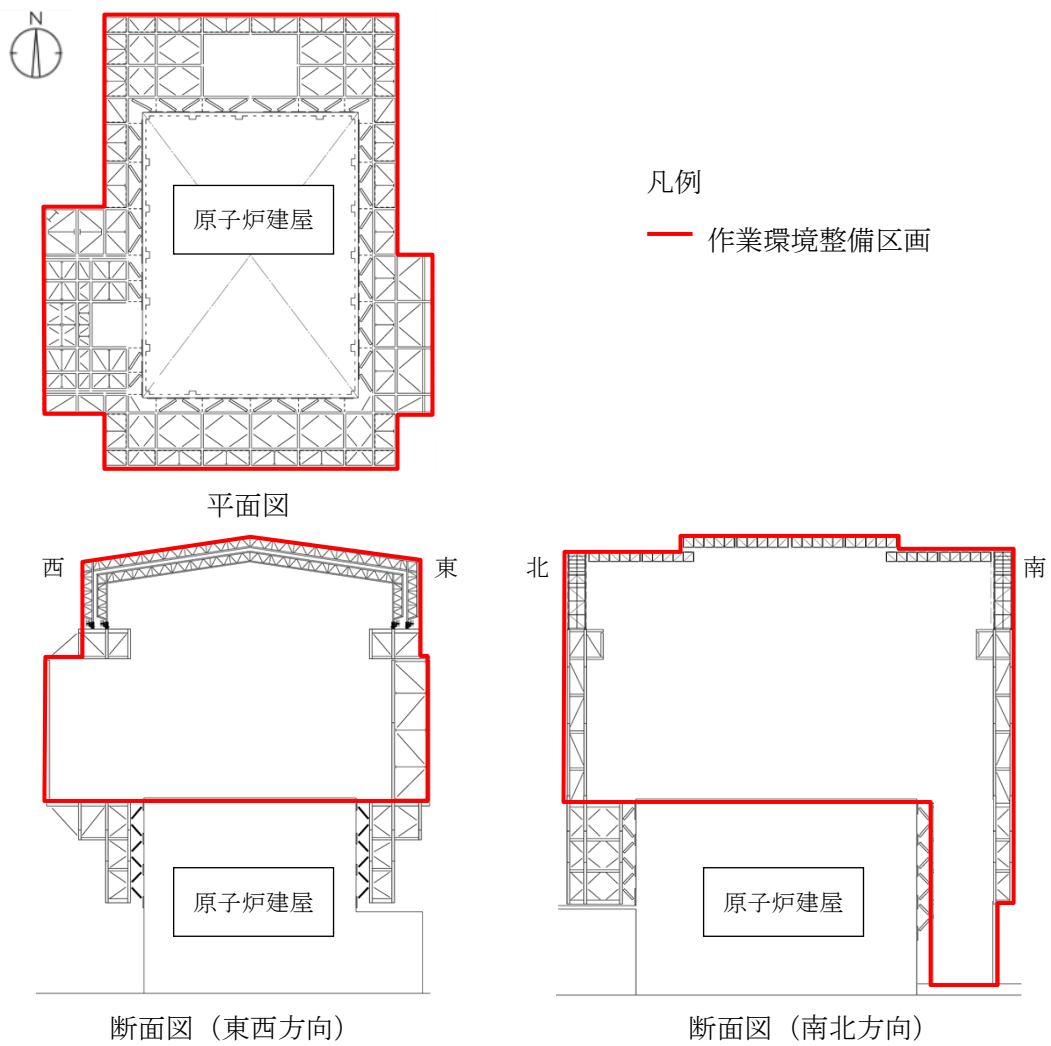 N
原子炉建屋
凡例
作業環境整備区画
平面図
西
東
北
南
原子炉建屋
原子炉建屋
断面図（東西方向）
断面図（南北方向）